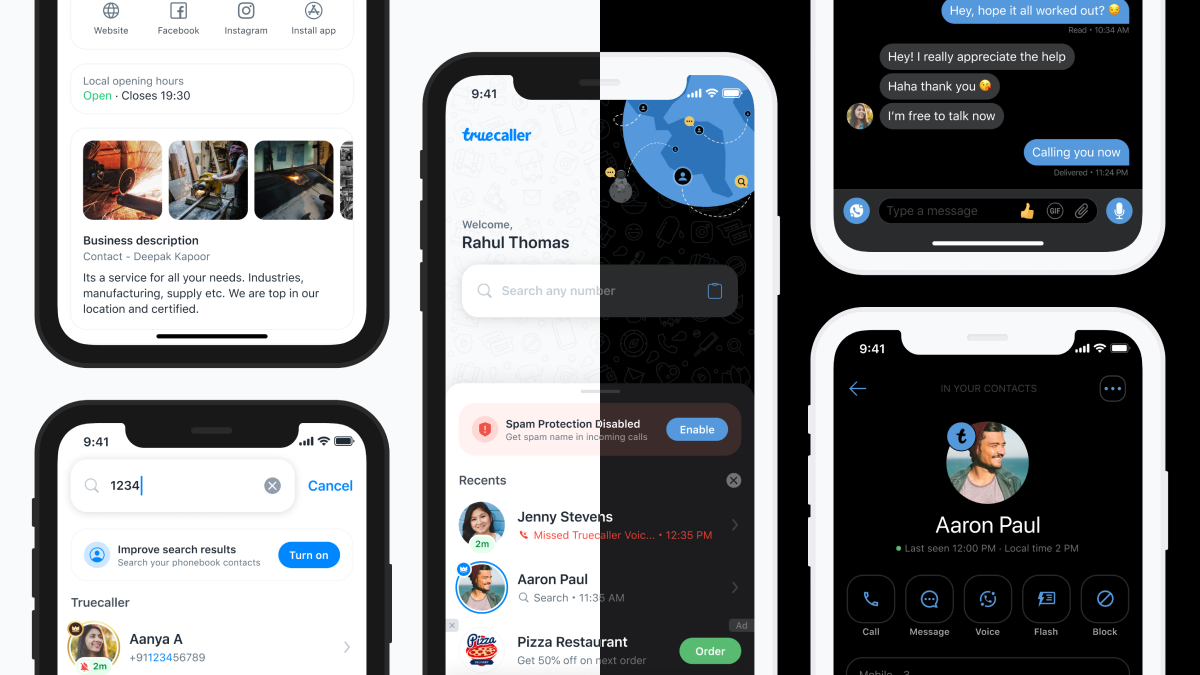 Website
Facebook
Instagram
Install app
Local opening hours
Open · Closes 19:30
Business description
Contact - Deepak Kapoor
Its a service for all your needs. Industries,
manufacturing, supply etc. We are top in our
location and certified.
9:41
1234
Cancel
Improve search results
Search your phonebook contacts
Turn on
Truecaller
Aanya A
+91123456789
2m
9:41
truecaller
Welcome,
Rahul Thomas
Search any number
Spam Protection Disabled
Get spam name in incoming calls
Enable
Recents
Jenny Stevens
Missed Truecaller Voic... • 12:35 PM
2m
Aaron Paul
Search • 11:35 AM
Ad
Pizza
Pizza Restaurant
Get 50% off on next order
Order
Hey, hope it all worked out? 😏
Read • 10:34 AM
Hey! I really appreciate the help
Haha thank you 😘
I'm free to talk now
Calling you now
Delivered • 11:24 PM
Type a message
GIF
9:41
IN YOUR CONTACTS
t
Aaron Paul
Last seen 12:00 PM · Local time 2 PM
Call
Message
Voice
Flash
Block